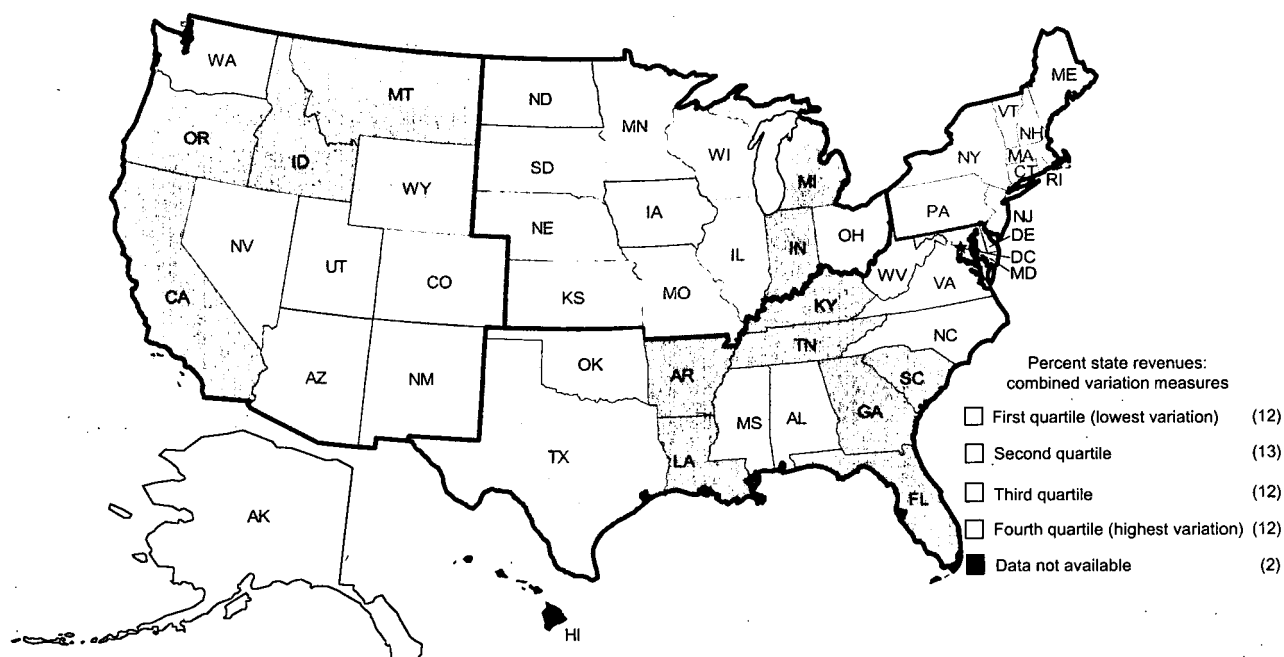 WA
MT
ND
MN
ME
VT
NH
OR
ID
SD
WI
NY
MA
CT
RI
WY
MI
IA
PA
NJ
NE
OH
DE
NV
UT
IL
IN
DC
CO
WV
MD
CA
KS
MO
VA
KY
TN
NC
AZ
NM
OK
AR
SC
MS
AL
GA
TX
LA
FL
AK
HI
Percent state revenues:
combined variation measures
First quartile (lowest variation) (12)
Second quartile (13)
Third quartile (12)
Fourth quartile (highest variation) (12)
Data not available (2)